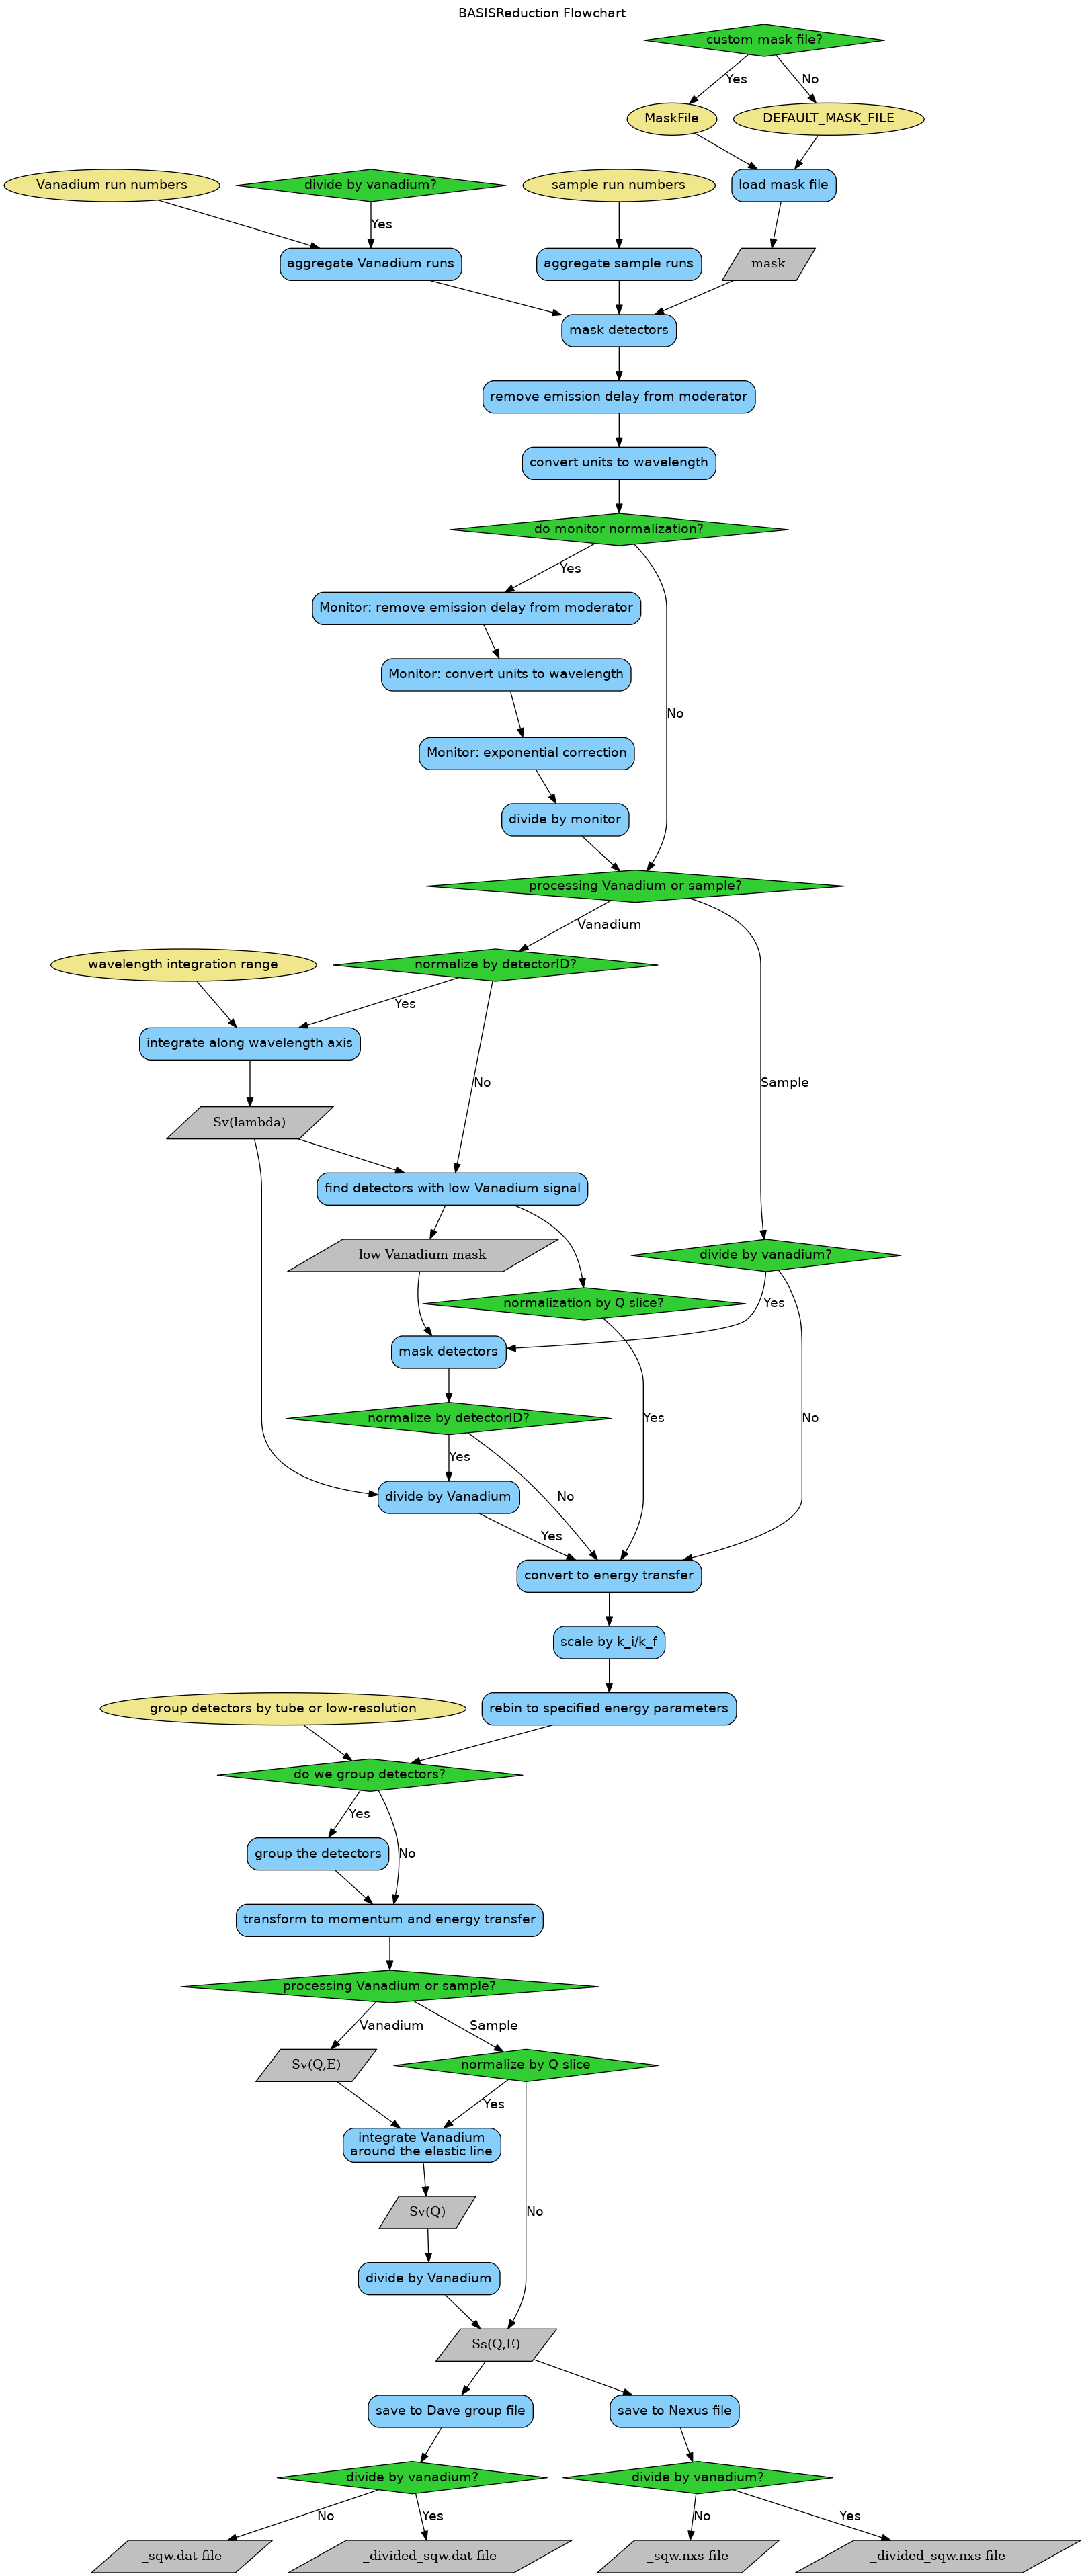 BASISReduction Flowchart
custom mask file?
Yes
No
MaskFile
DEFAULT_MASK_FILE
Vanadium run numbers
divide by vanadium?
sample run numbers
load mask file
Yes
aggregate Vanadium runs
aggregate sample runs
mask
mask detectors
remove emission delay from moderator
convert units to wavelength
do monitor normalization?
Yes
Monitor: remove emission delay from moderator
Monitor: convert units to wavelength
No
Monitor: exponential correction
divide by monitor
processing Vanadium or sample?
Vanadium
wavelength integration range
normalize by detectorID?
Yes
integrate along wavelength axis
No
Sample
Sv(lambda)
find detectors with low Vanadium signal
low Vanadium mask
divide by vanadium?
normalization by Q slice?
Yes
mask detectors
normalize by detectorID?
Yes
No
Yes
divide by Vanadium
No
Yes
convert to energy transfer
scale by k_i/k_f
group detectors by tube or low-resolution
rebin to specified energy parameters
do we group detectors?
Yes
group the detectors
No
transform to momentum and energy transfer
processing Vanadium or sample?
Vanadium
Sample
Sv(Q,E)
normalize by Q slice
Yes
integrate Vanadium
around the elastic line
Sv(Q)
No
divide by Vanadium
Ss(Q,E)
save to Dave group file
save to Nexus file
divide by vanadium?
divide by vanadium?
No
Yes
No
Yes
_sqw.dat file
_divided_sqw.dat file
_sqw.nxs file
_divided_sqw.nxs file